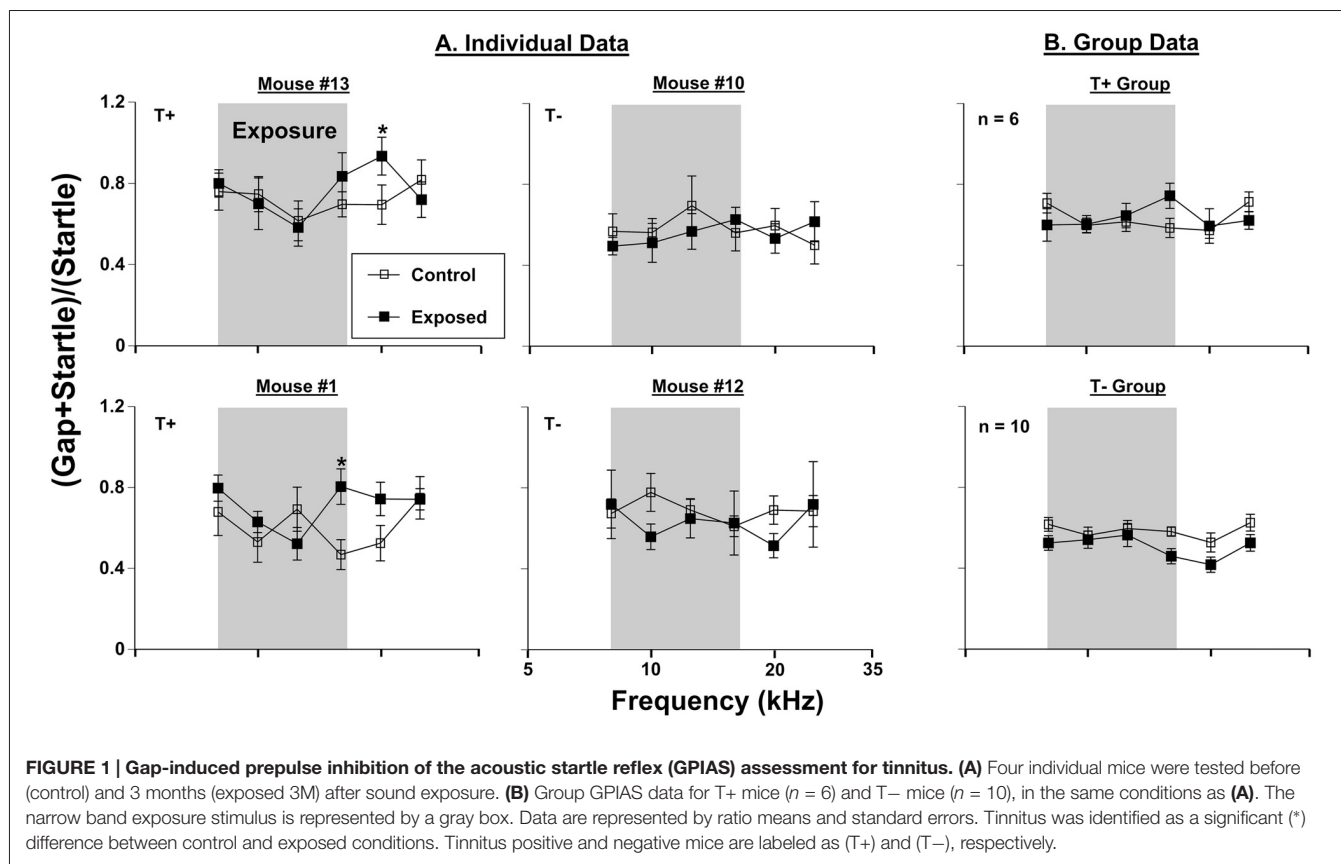 A. Individual Data
B. Group Data
Mouse #13
Mouse #10
T+ Group
(Gap+Startle)/(Startle)
1.2
0.8
0.4
0
T+
Exposure
*
Control
Exposed
T-
n = 6
Mouse #1
Mouse #12
T- Group
1.2
0.8
0.4
0
T+
*
T-
n = 10
5
10
20
35
Frequency (kHz)
FIGURE 1 | Gap-induced prepulse inhibition of the acoustic startle reflex (GPIAS) assessment for tinnitus. (A) Four individual mice were tested before
(control) and 3 months (exposed 3M) after sound exposure. (B) Group GPIAS data for T+ mice (n = 6) and T− mice (n = 10), in the same conditions as (A). The
narrow band exposure stimulus is represented by a gray box. Data are represented by ratio means and standard errors. Tinnitus was identified as a significant (*)
difference between control and exposed conditions. Tinnitus positive and negative mice are labeled as (T+) and (T−), respectively.